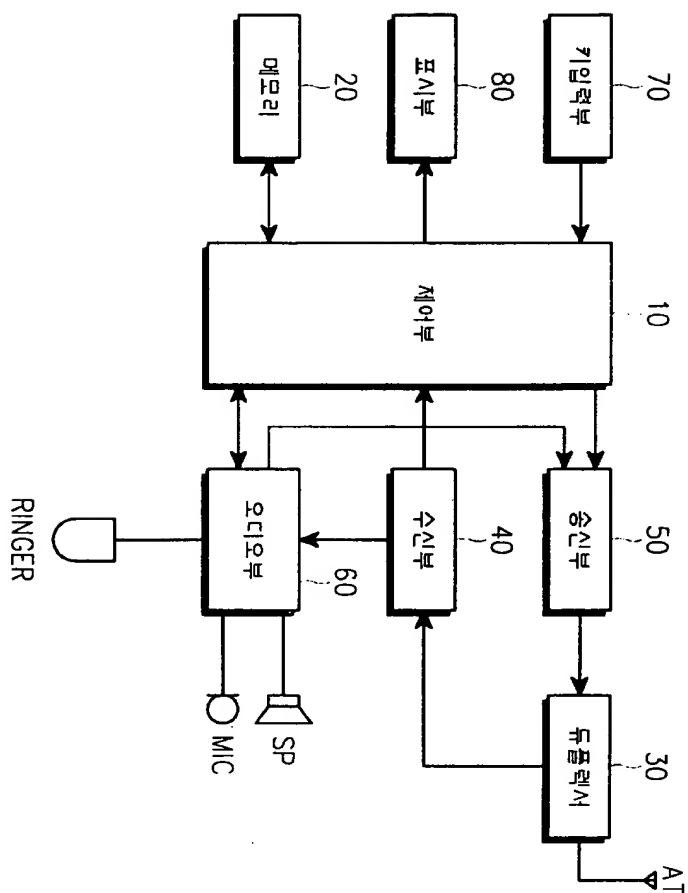 AT
30
듀플렉서
50
송신부
40
수신부
SP
MIC
60
오디오부
RINGER
10
제어부
70
키입력부
80
표시부
20
메모리